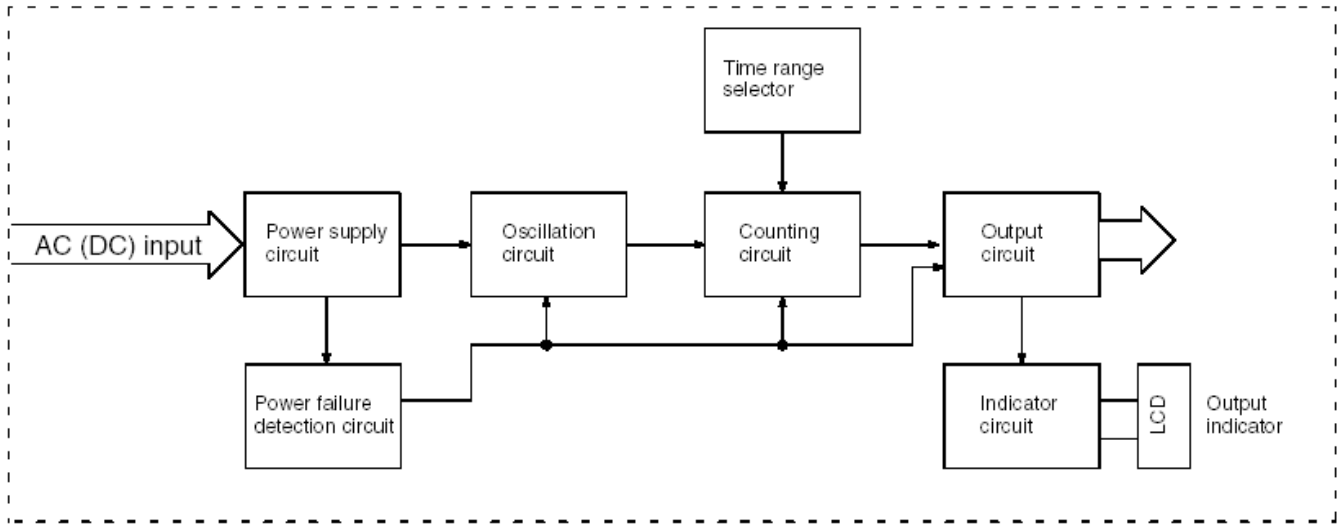 Time range
selector
AC (DC) input
Power supply
circuit
Oscillation
circuit
Counting
circuit
Output
circuit
Power failure
detection circuit
Indicator
circuit
LCD
Output
indicator